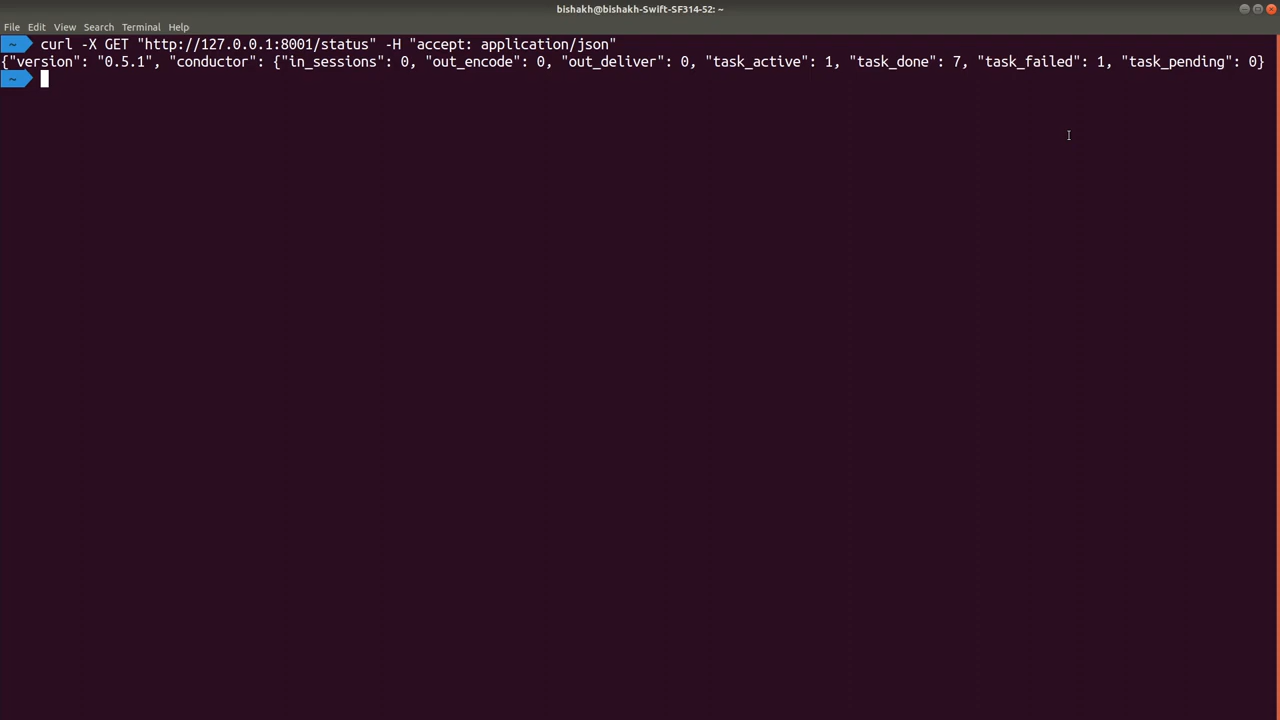 bishakh@bishakh-Swift-SF314-52: ~
File Edit View Search Terminal Help
~ curl -X GET "http://127.0.0.1:8001/status" -H "accept: application/json"
{"version": "0.5.1", "conductor": {"in_sessions": 0, "out_encode": 0, "out_deliver": 0, "task_active": 1, "task_done": 7, "task_failed": 1, "task_pending": 0}
~